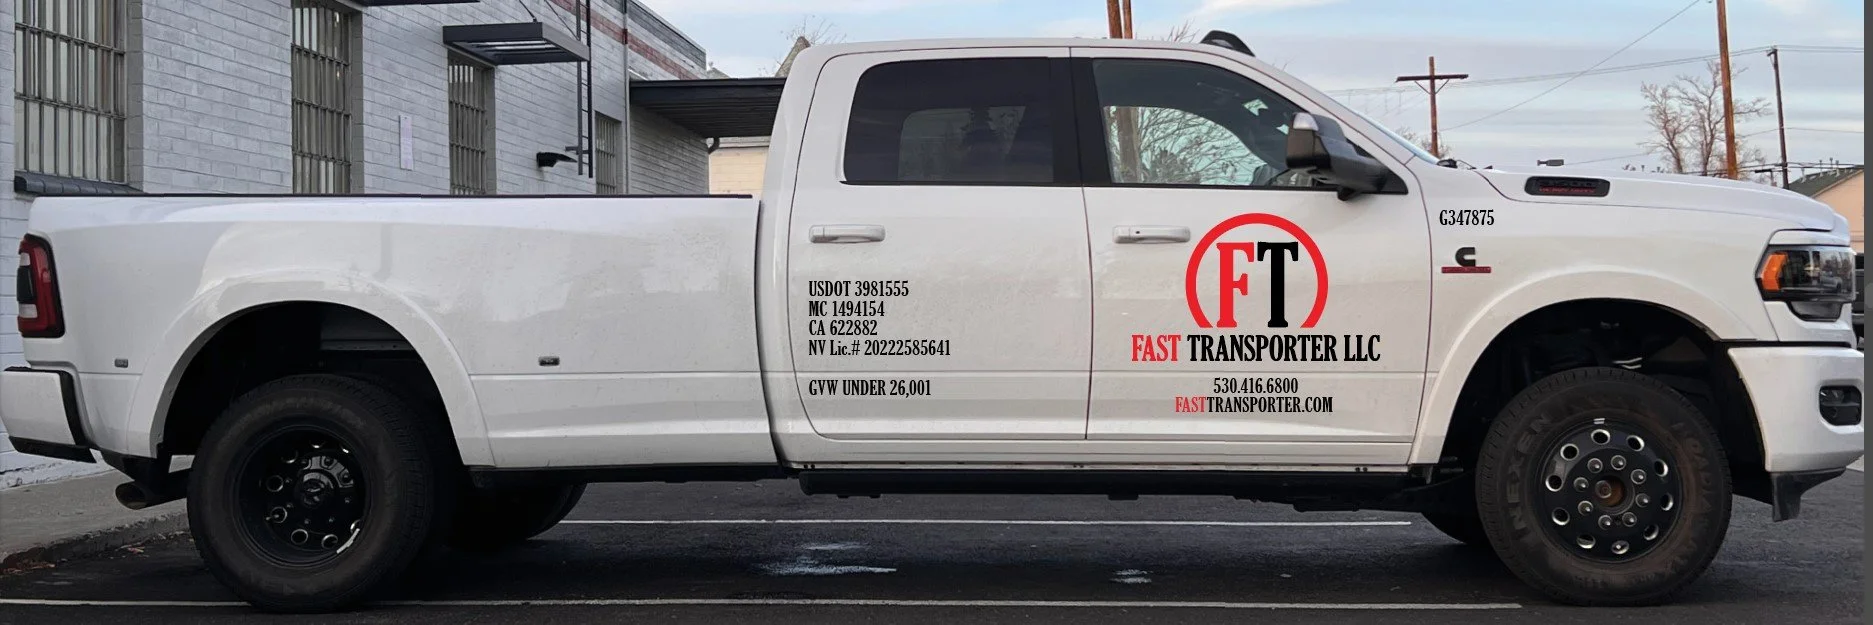 G347875
C
FT
USDOT 3981555
MC 1494154
CA 622882
NV Lic.# 20222585641
GVW UNDER 26,001
FAST TRANSPORTER LLC
530.416.6800
FASTTRANSPORTER.COM
NEXEN